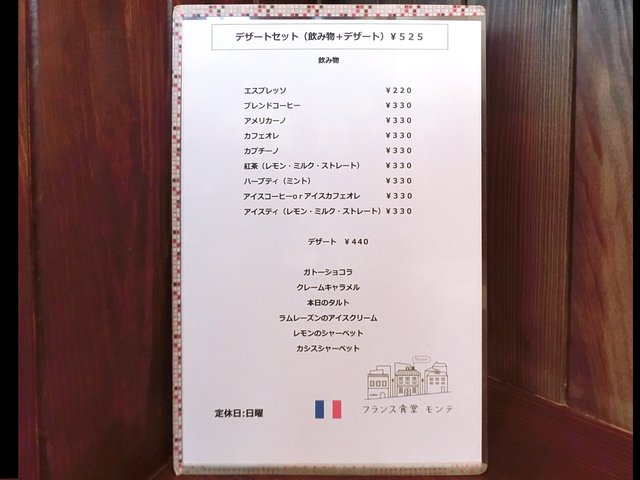 デザートセット（飲み物＋デザート）￥５２５
飲み物
エスプレッソ ￥２２０
ブレンドコーヒー ￥３３０
アメリカーノ ￥３３０
カフェオレ ￥３３０
カプチーノ ￥３３０
紅茶（レモン・ミルク・ストレート） ￥３３０
ハーブティ（ミント） ￥３３０
アイスコーヒーｏｒアイスカフェオレ ￥３３０
アイスティ（レモン・ミルク・ストレート）￥３３０
デザート ￥４４０
ガトーショコラ
クレームキャラメル
本日のタルト
ラムレーズンのアイスクリーム
レモンのシャーベット
カシスシャーベット
定休日:日曜
フランス食堂 モンテ